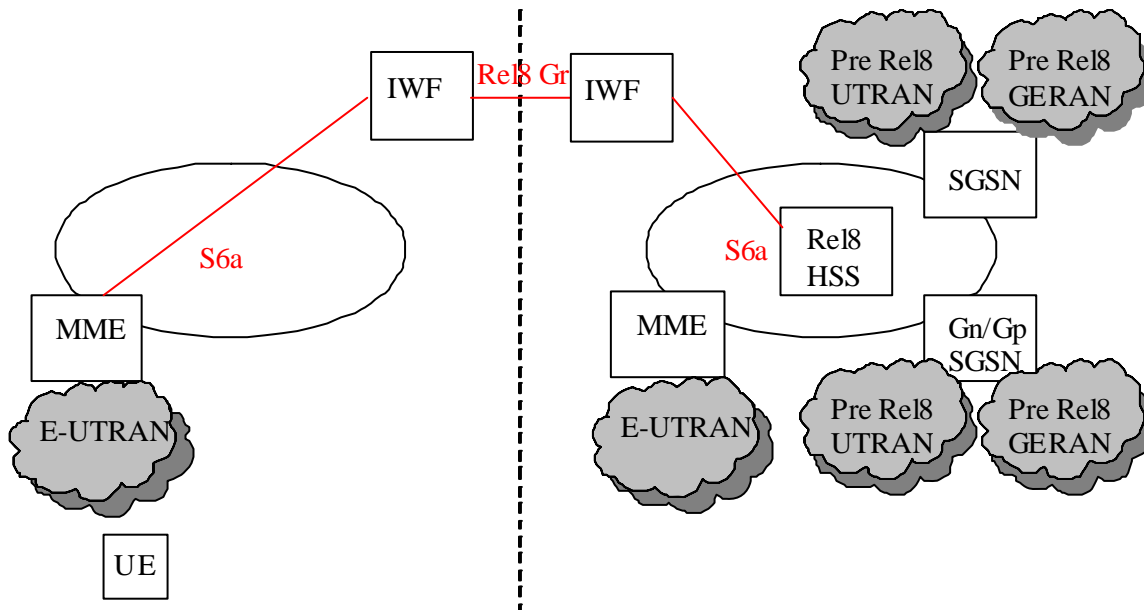 IWF
Rel8 Gr
IWF
Pre Rel8
UTRAN
Pre Rel8
GERAN
SGSN
S6a
S6a
Rel8
HSS
MME
MME
Gn/Gp
SGSN
E-UTRAN
E-UTRAN
Pre Rel8
UTRAN
Pre Rel8
GERAN
UE